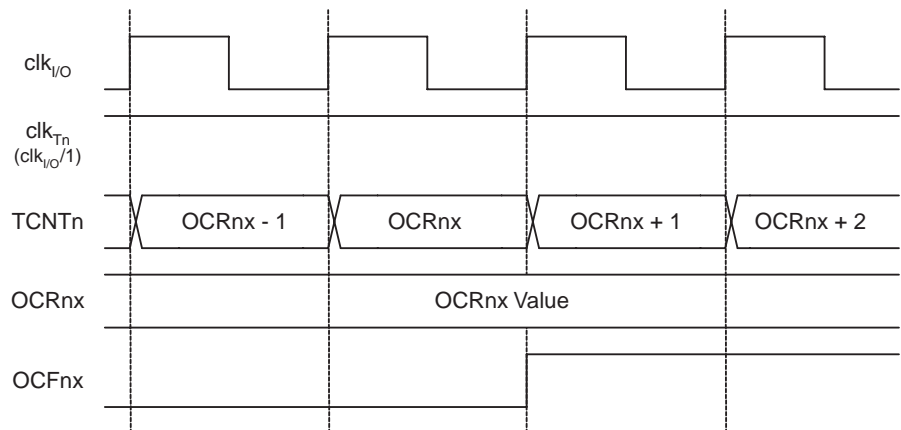 clkI/O
clkTn
(clkI/O/1)
TCNTn OCRnx - 1 OCRnx OCRnx + 1 OCRnx + 2
OCRnx OCRnx Value
OCFnx